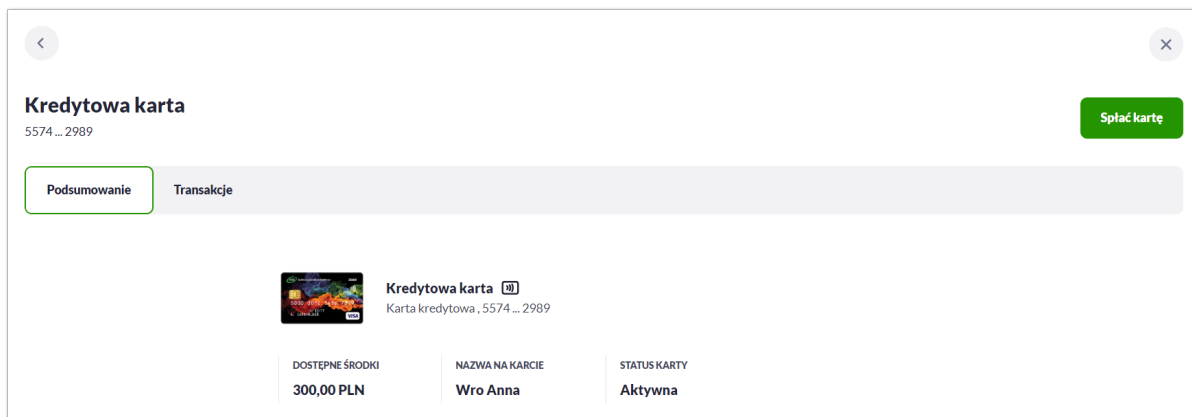 Kredytowa karta
5574 ... 2989
Spłać kartę
Podsumowanie
Transakcje
Kredytowa karta
Karta kredytowa , 5574 ... 2989
VISA
DOSTĘPNE ŚRODKI
NAZWA NA KARCIE
STATUS KARTY
300,00 PLN
Wro Anna
Aktywna